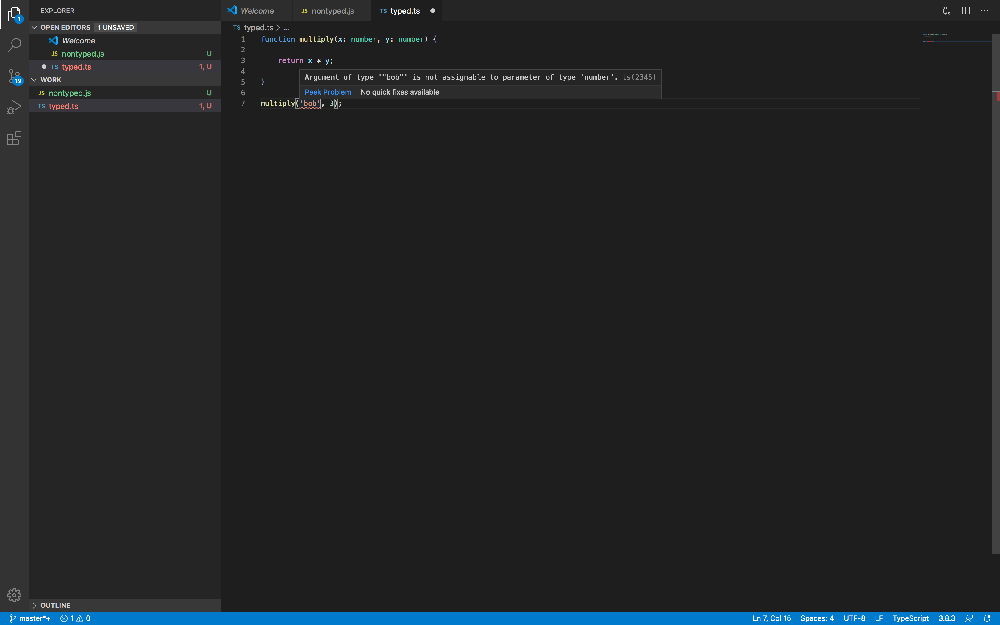 EXPLORER
OPEN EDITORS 1 UNSAVED
Welcome
JS nontyped.js U
TS typed.ts 1, U
WORK
JS nontyped.js U
TS typed.ts 1, U
OUTLINE
1
19
Welcome JS nontyped.js TS typed.ts
TS typed.ts > ...
1 function multiply(x: number, y: number) {
2
3 return x * y;
4
5 }
6
7 multiply('bob', 3);
Argument of type '"bob"' is not assignable to parameter of type 'number'. ts(2345)
Peek Problem No quick fixes available
master*+ 1 0 Ln 7, Col 15 Spaces: 4 UTF-8 LF TypeScript 3.8.3